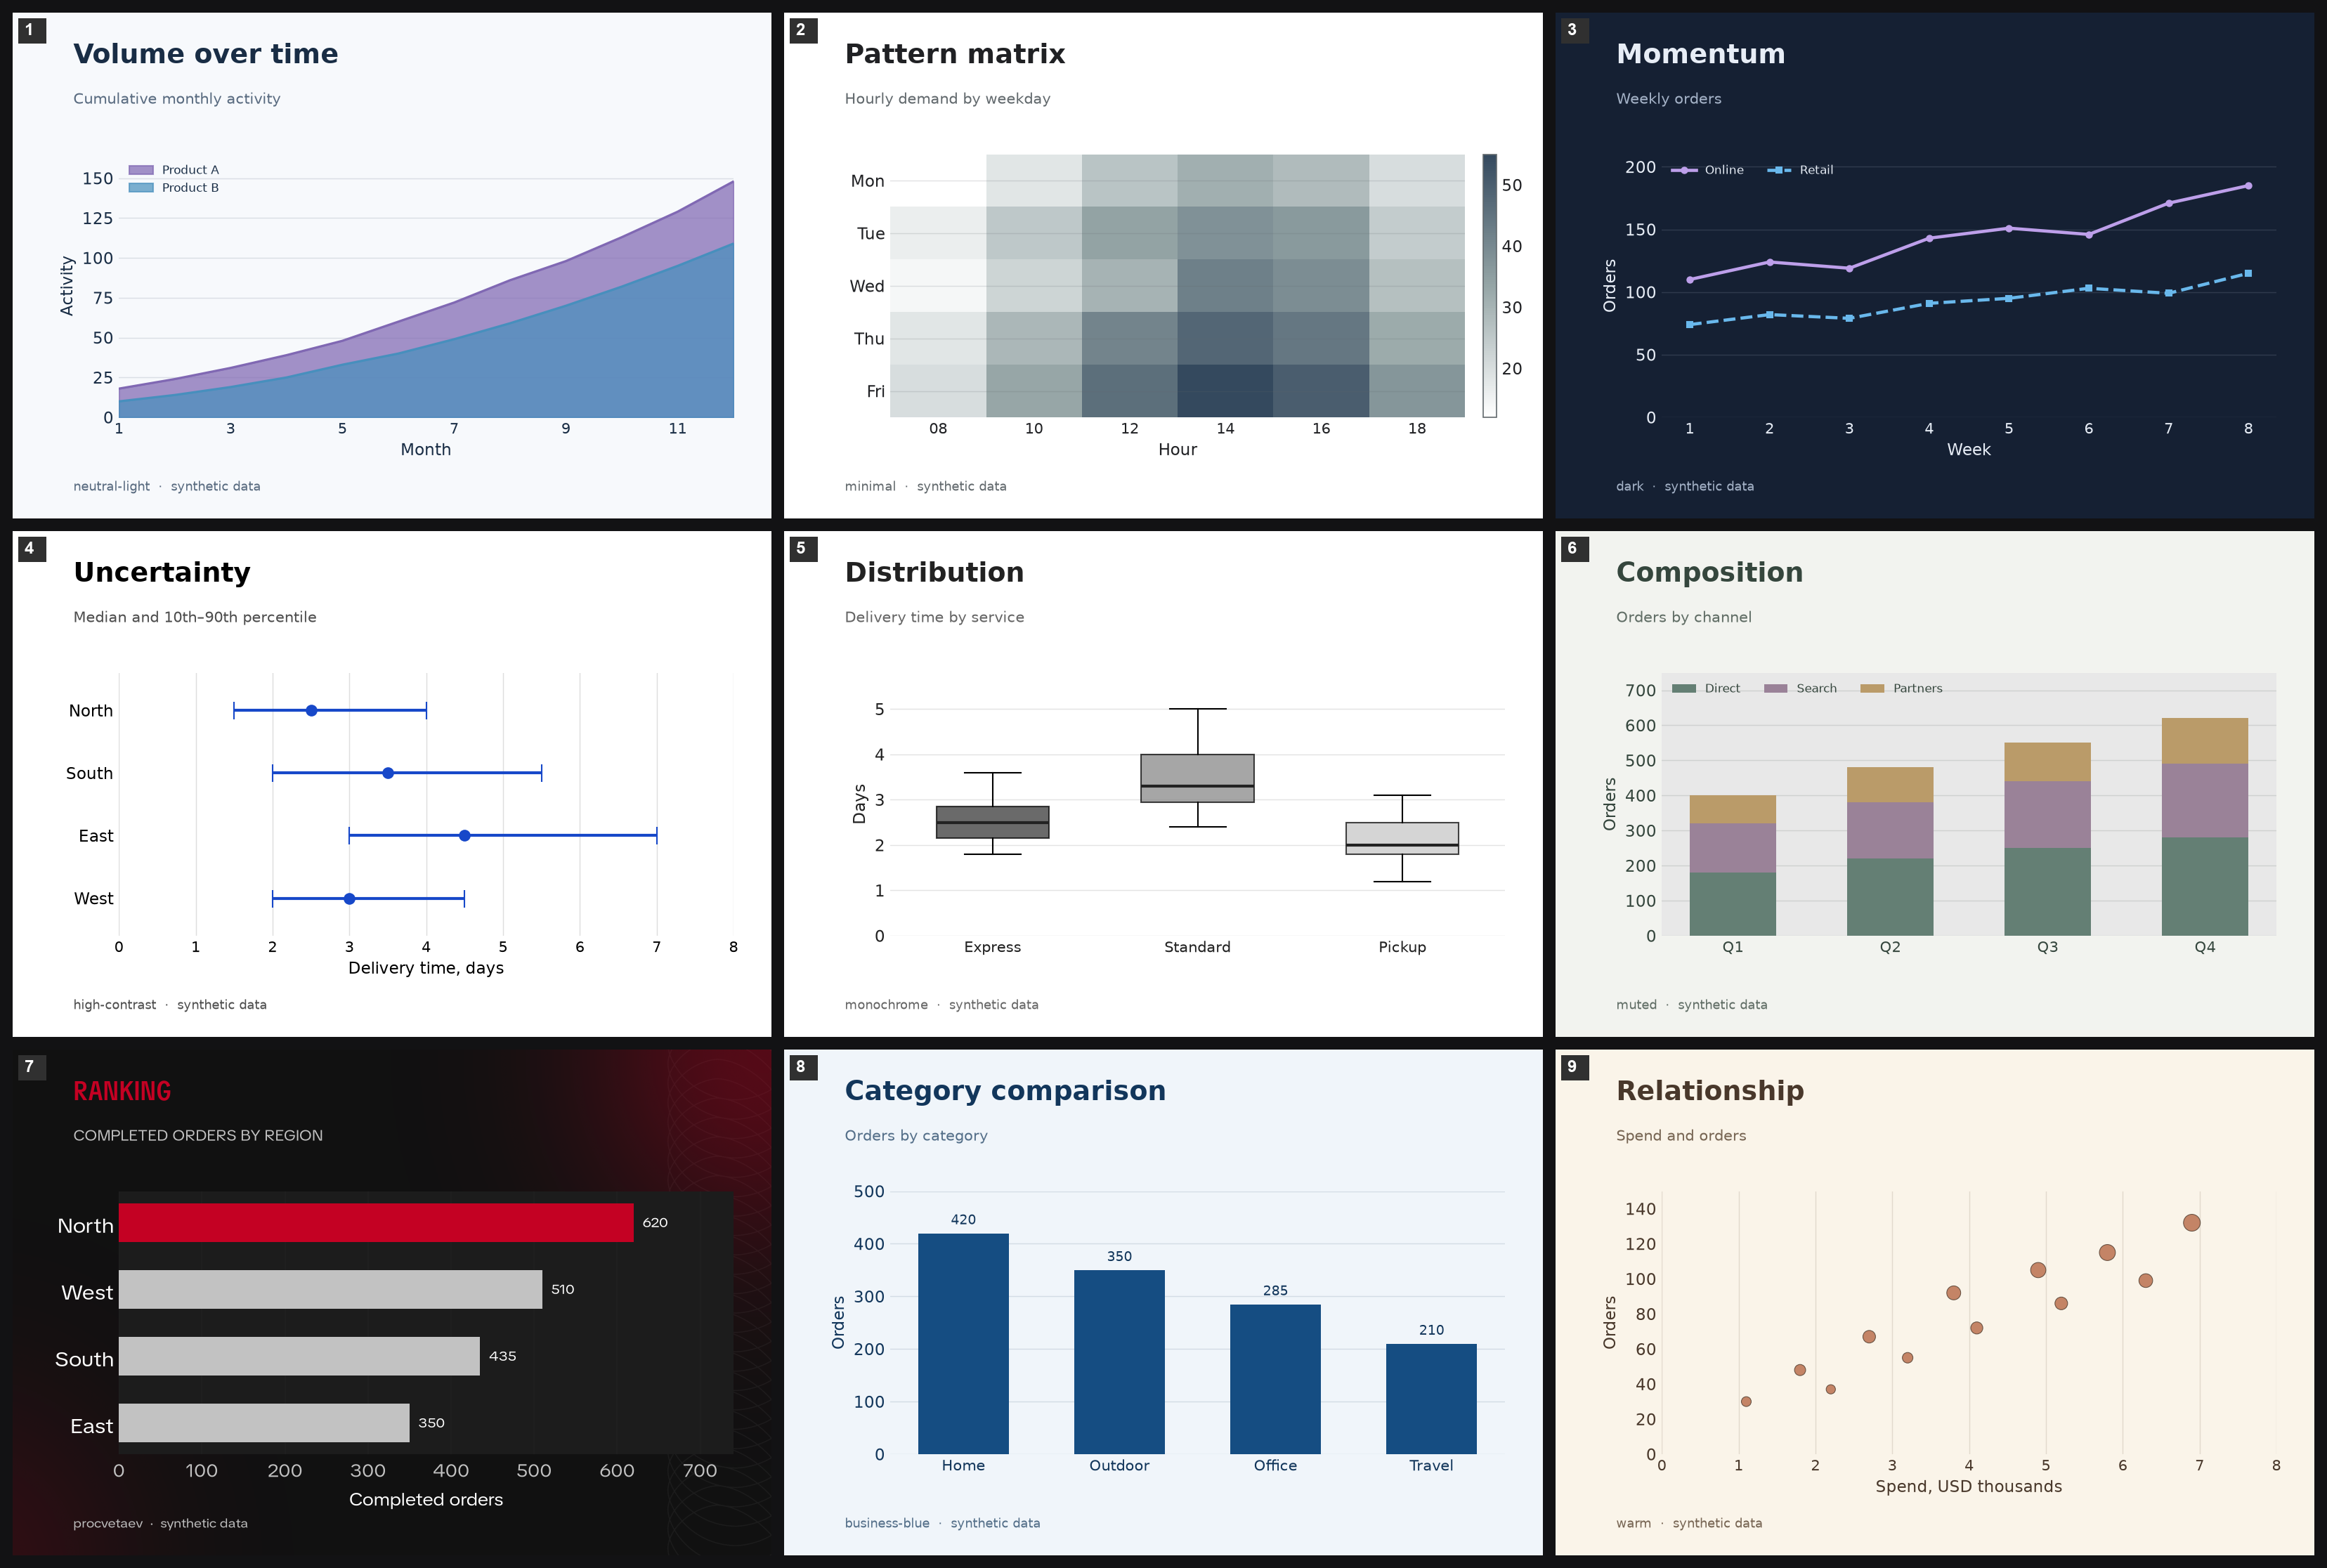 1
Volume over time
Cumulative monthly activity
Product A
Product B
150
125
100
75
50
25
0
Activity
1 3 5 7 9 11
Month
neutral-light · synthetic data
2
Pattern matrix
Hourly demand by weekday
Mon
Tue
Wed
Thu
Fri
08 10 12 14 16 18
Hour
50
40
30
20
minimal · synthetic data
3
Momentum
Weekly orders
Online Retail
200
150
100
50
0
Orders
1 2 3 4 5 6 7 8
Week
dark · synthetic data
4
Uncertainty
Median and 10th–90th percentile
North
South
East
West
0 1 2 3 4 5 6 7 8
Delivery time, days
high-contrast · synthetic data
5
Distribution
Delivery time by service
5
4
3
2
1
0
Days
Express Standard Pickup
monochrome · synthetic data
6
Composition
Orders by channel
Direct Search Partners
700
600
500
400
300
200
100
0
Orders
Q1 Q2 Q3 Q4
muted · synthetic data
7
RANKING
COMPLETED ORDERS BY REGION
North 620
West 510
South 435
East 350
0 100 200 300 400 500 600 700
Completed orders
procvetaev · synthetic data
8
Category comparison
Orders by category
500
400
300
200
100
0
Orders
420
350
285
210
Home Outdoor Office Travel
business-blue · synthetic data
9
Relationship
Spend and orders
140
120
100
80
60
40
20
0
Orders
0 1 2 3 4 5 6 7 8
Spend, USD thousands
warm · synthetic data